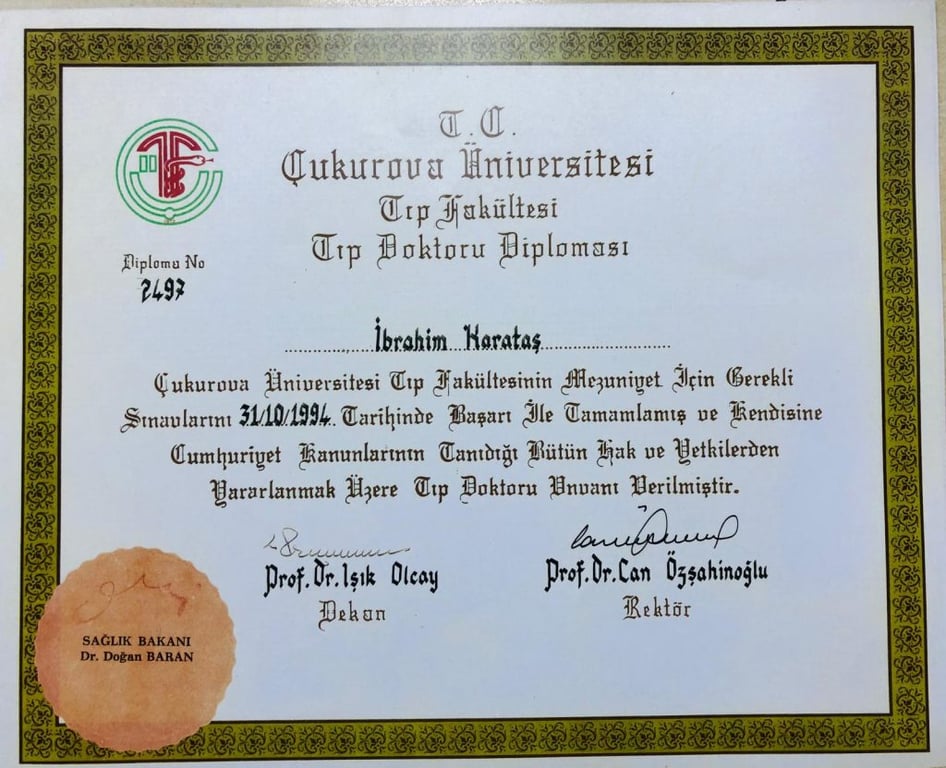 T.C.
Çukurova Üniversitesi
Tıp Fakültesi
Tıp Doktoru Diploması
Diploma No
2497
İbrahim Karataş
Çukurova Üniversitesi Tıp Fakültesinin Mezuniyet İçin Gerekli
Sınavlarını 31/10/1994 Tarihinde Başarı İle Tamamlamış ve Kendisine
Cumhuriyet Kanunlarının Tanıdığı Bütün Hak ve Yetkilerden
Yararlanmak Üzere Tıp Doktoru Unvanı Verilmiştir.
Prof. Dr. Işık Olcay
Dekan
Prof. Dr. Can Özşahinoğlu
Rektör
SAĞLIK BAKANI
Dr. Doğan BARAN